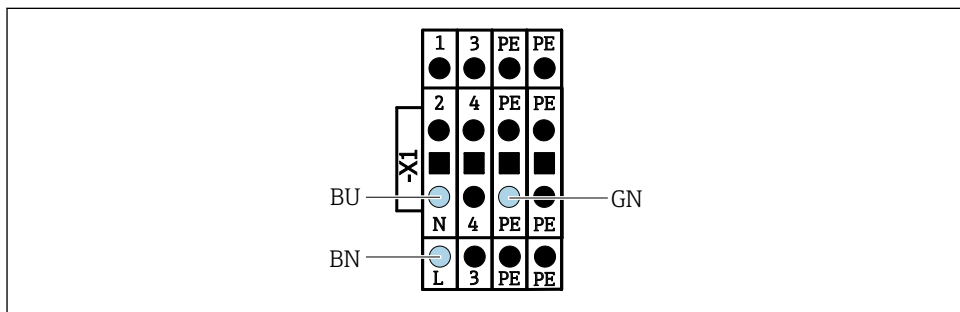 1 3 PE PE
2 4 PE PE
-X1
BU
GN
N 4 PE PE
BN
L 3 PE PE